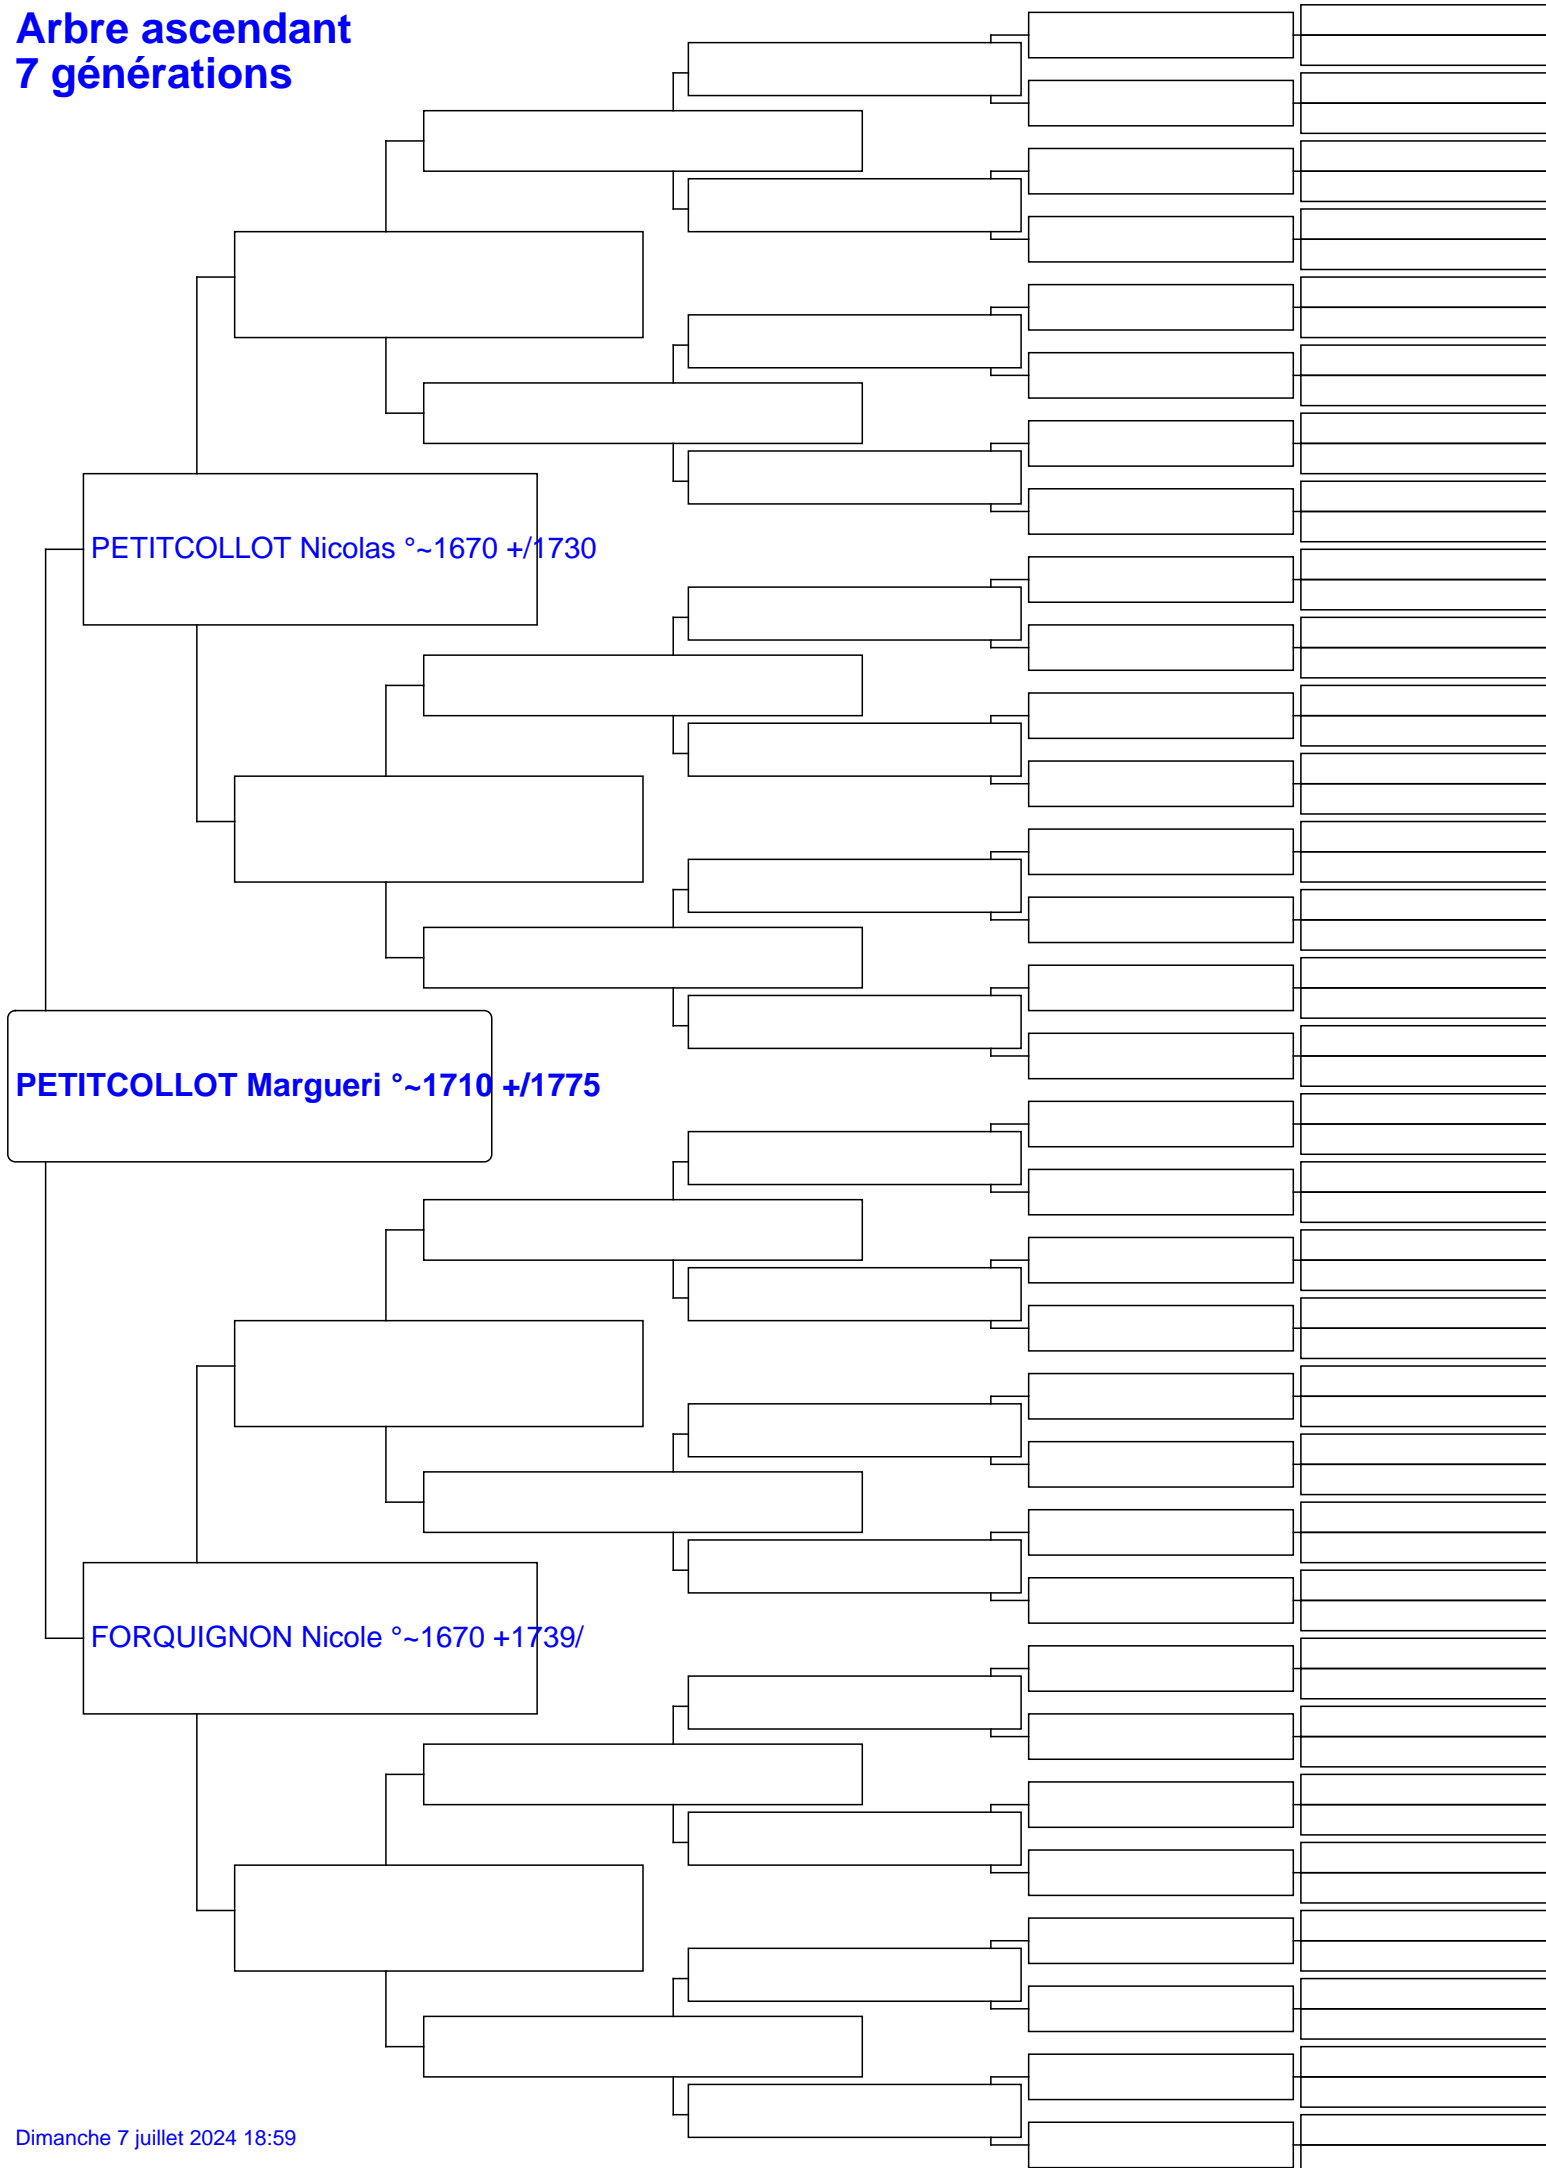 Arbre ascendant
7 générations
PETITCOLLOT Nicolas °~1670 +/1730
PETITCOLLOT Margueri °~1710 +/1775
FORQUIGNON Nicole °~1670 +1739/
Dimanche 7 juillet 2024 18:59